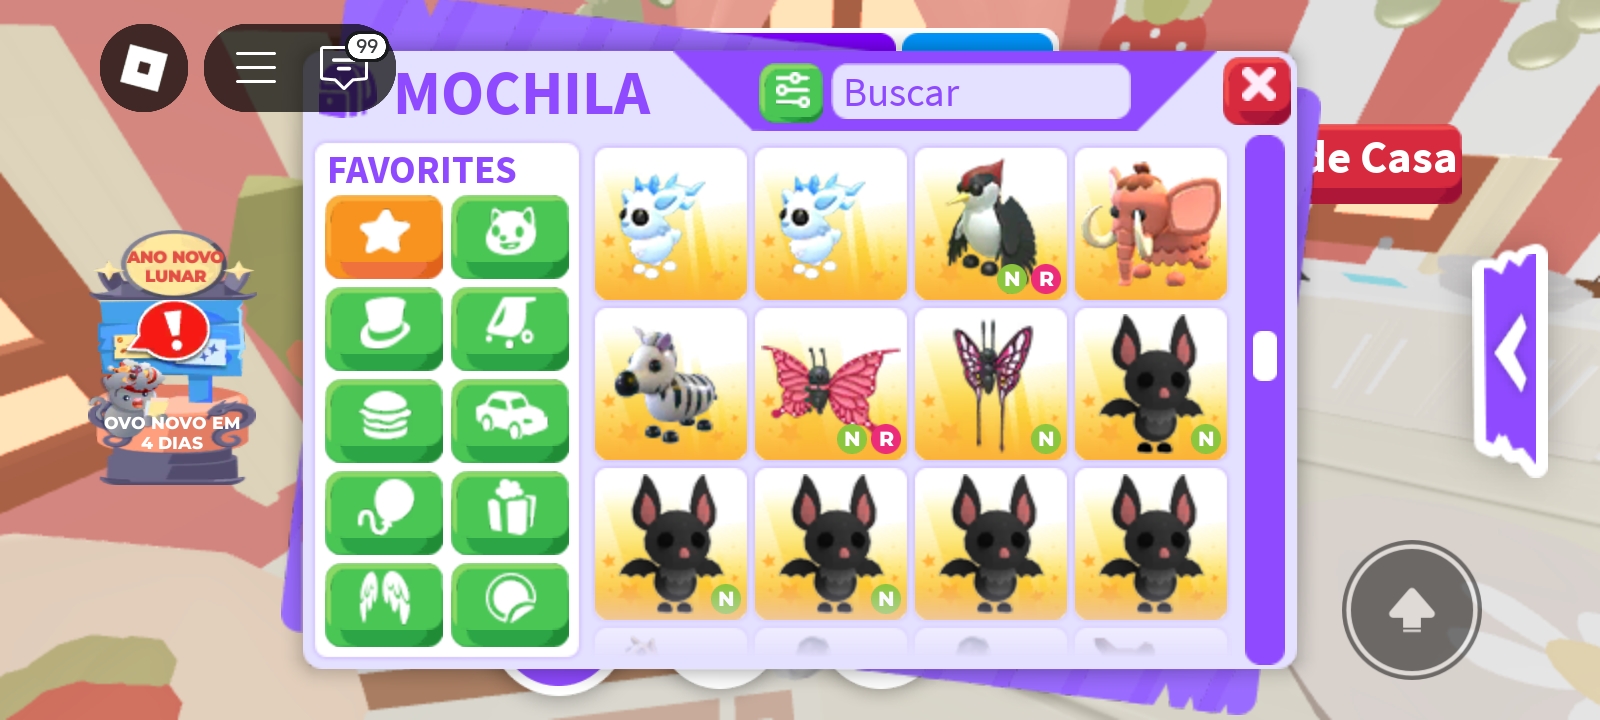 99
MOCHILA
Buscar
FAVORITES
de Casa
ANO NOVO
LUNAR
!
OVO NOVO EM
4 DIAS
N R
N R
N
N
N
N